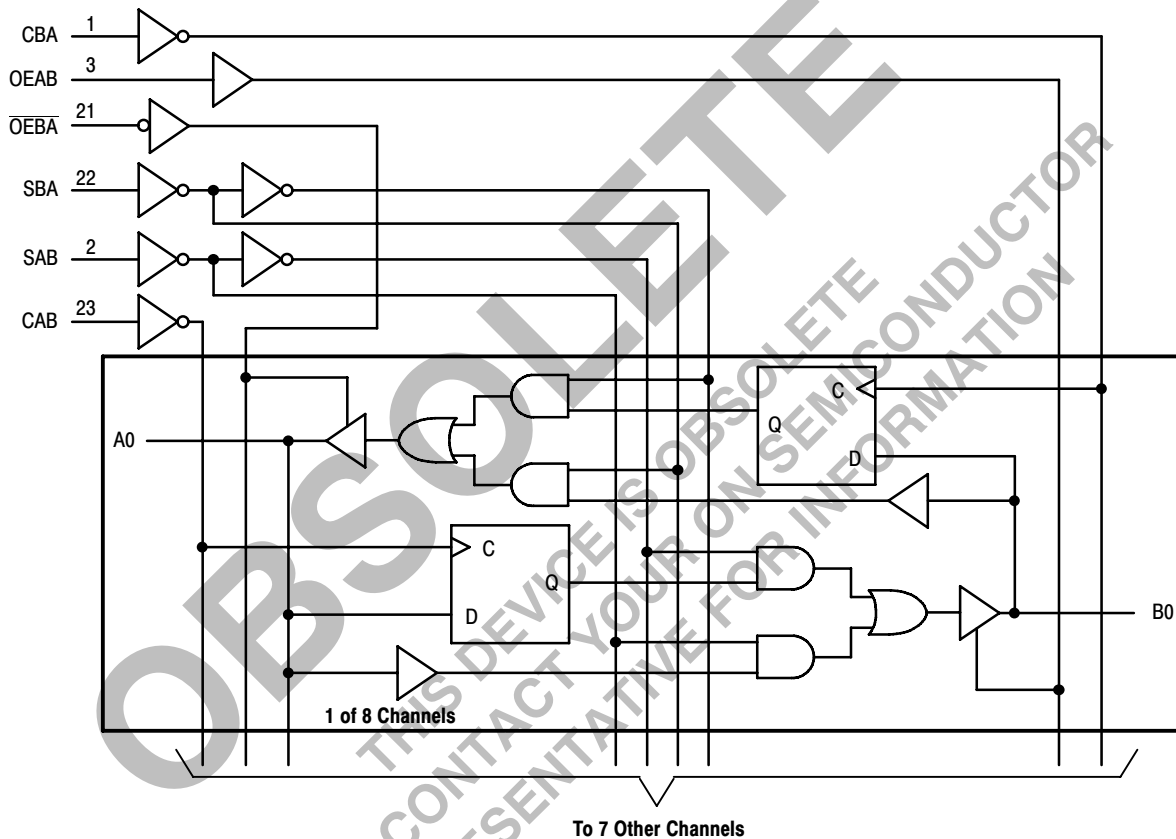 CBA 1
OEAB 3
OEBA 21
SBA 22
SAB 2
CAB 23
A0
C
Q
D
C
Q
D
B0
1 of 8 Channels
To 7 Other Channels
OBSOLETE
THIS DEVICE IS OBSOLETE
CONTACT YOUR ON SEMICONDUCTOR
ESENTATIVE FOR INFORMATION